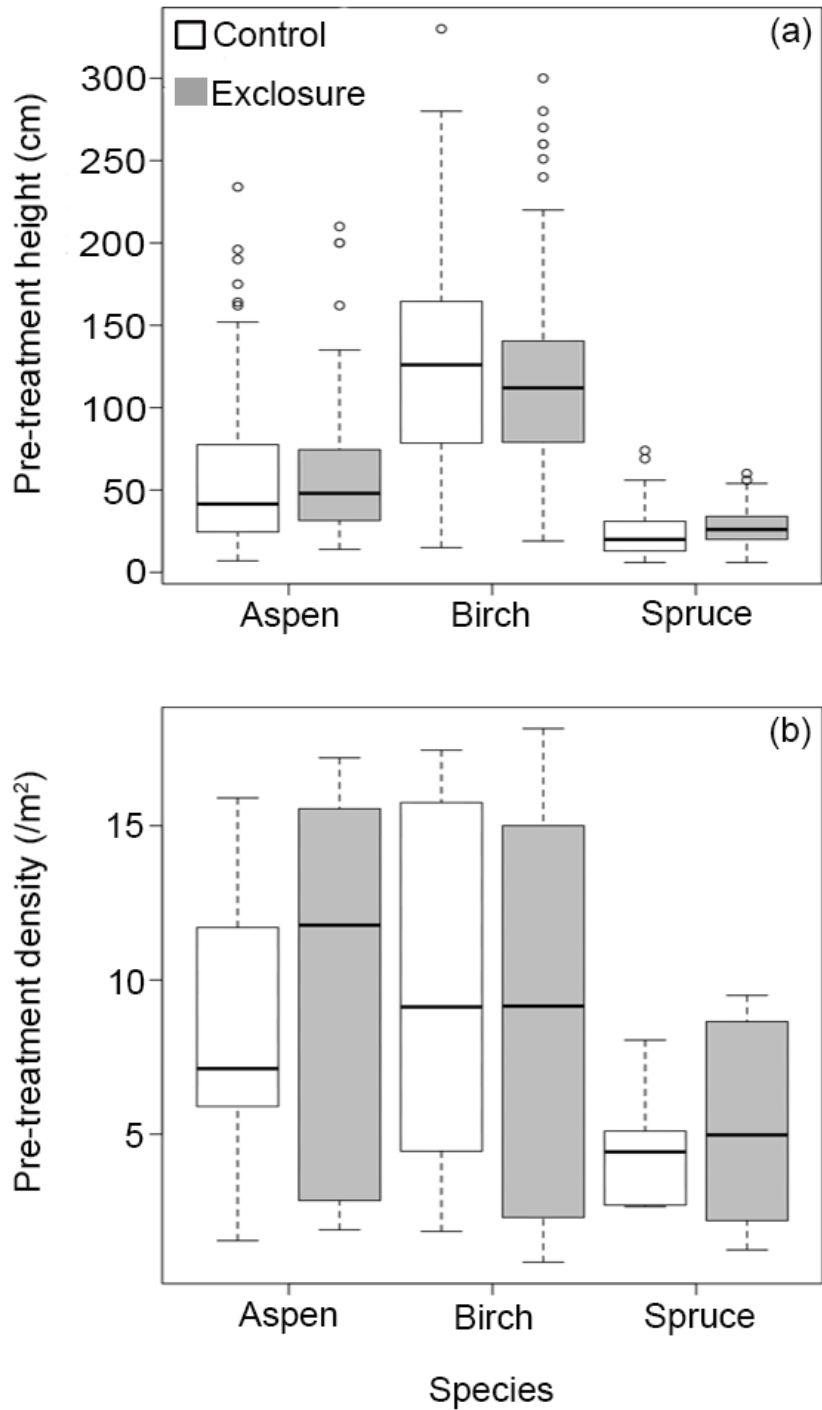 (a)
Control
Exclosure
Pre-treatment height (cm)
300
250
200
150
100
50
0
Aspen Birch Spruce
(b)
Pre-treatment density (/m²)
15
10
5
Aspen Birch Spruce
Species